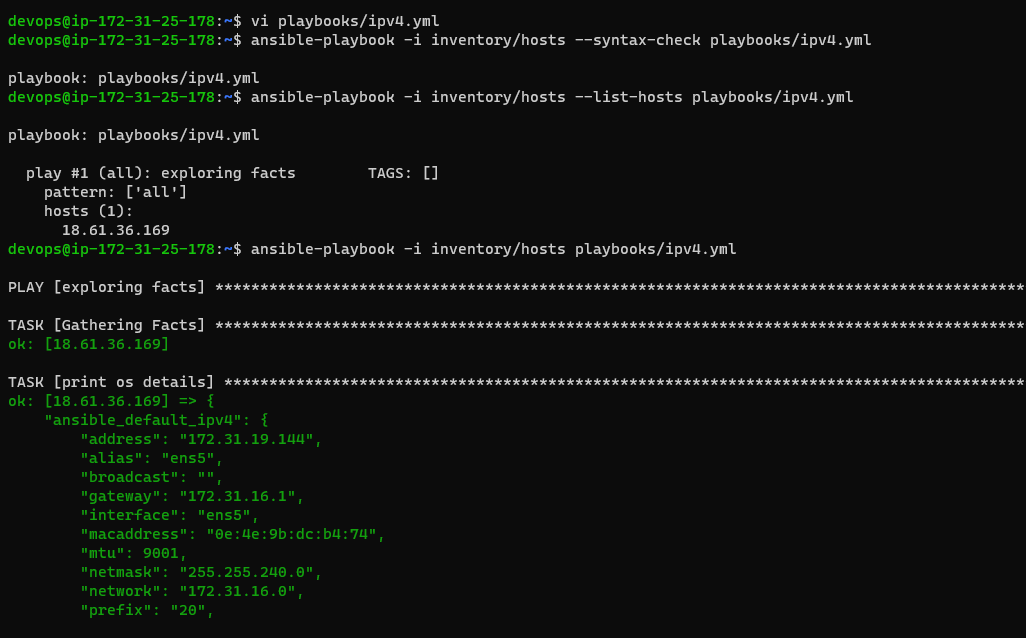 devops@ip-172-31-25-178:~$ vi playbooks/ipv4.yml
devops@ip-172-31-25-178:~$ ansible-playbook -i inventory/hosts --syntax-check playbooks/ipv4.yml

playbook: playbooks/ipv4.yml
devops@ip-172-31-25-178:~$ ansible-playbook -i inventory/hosts --list-hosts playbooks/ipv4.yml

playbook: playbooks/ipv4.yml

  play #1 (all): exploring facts        TAGS: []
    pattern: ['all']
    hosts (1):
      18.61.36.169
devops@ip-172-31-25-178:~$ ansible-playbook -i inventory/hosts playbooks/ipv4.yml

PLAY [exploring facts] ******************************************************************************************

TASK [Gathering Facts] ******************************************************************************************
ok: [18.61.36.169]

TASK [print os details] *****************************************************************************************
ok: [18.61.36.169] => {
    "ansible_default_ipv4": {
        "address": "172.31.19.144",
        "alias": "ens5",
        "broadcast": "",
        "gateway": "172.31.16.1",
        "interface": "ens5",
        "macaddress": "0e:4e:9b:dc:b4:74",
        "mtu": 9001,
        "netmask": "255.255.240.0",
        "network": "172.31.16.0",
        "prefix": "20",